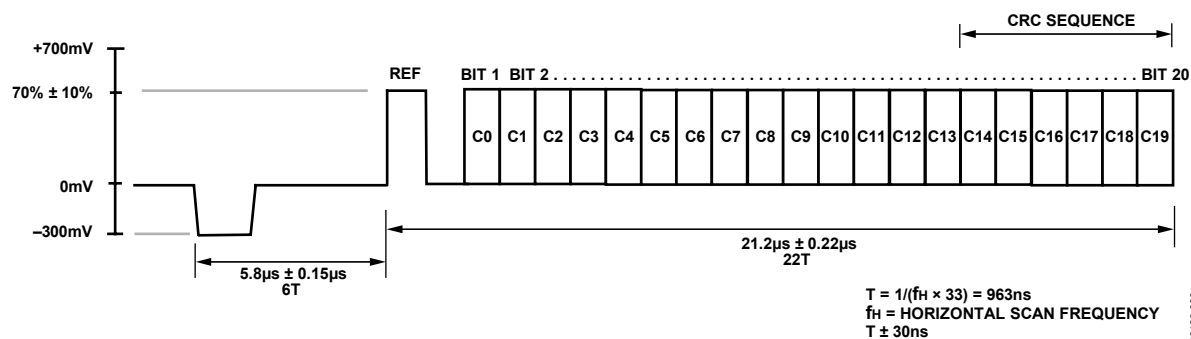 CRC SEQUENCE
+700mV
REF
BIT 1 BIT 2 . . . . . . . . . . . . . . . . . . . . . . . . . . . . . . . . . . . . . . . . . . . . . . . . . . . . . . . . . . . . . . . . . . . . . . . . BIT 20
70% ± 10%
C0 C1 C2 C3 C4 C5 C6 C7 C8 C9 C10 C11 C12 C13 C14 C15 C16 C17 C18 C19
0mV
–300mV
21.2µs ± 0.22µs
22T
5.8µs ± 0.15µs
6T
T = 1/(fH × 33) = 963ns
fH = HORIZONTAL SCAN FREQUENCY
T ± 30ns